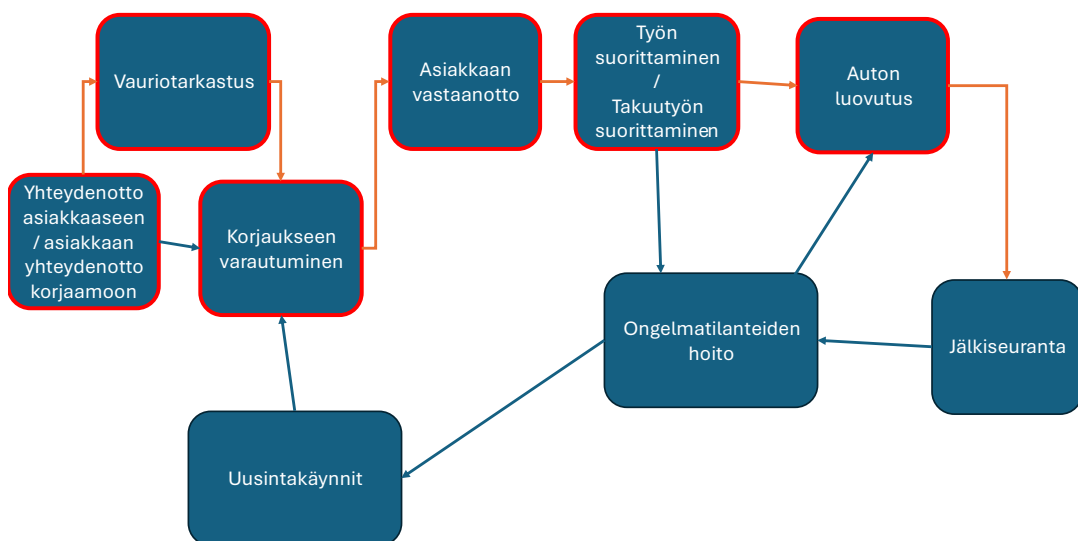 Vauriotarkastus
Asiakkaan
vastaanotto
Työn
suorittaminen
/
Takuutyön
suorittaminen
Auton
luovutus
Yhteydenotto
asiakkaaseen
/ asiakkaan
yhteydenotto
korjaamoon
Korjaukseen
varautuminen
Ongelmatilanteiden
hoito
Jälkiseuranta
Uusintakäynnit